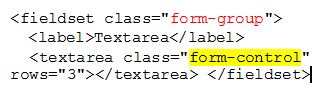 <fieldset class="form-group">
<label>Textarea</label>
<textarea class="form-control"
rows="3"></textarea> </fieldset>